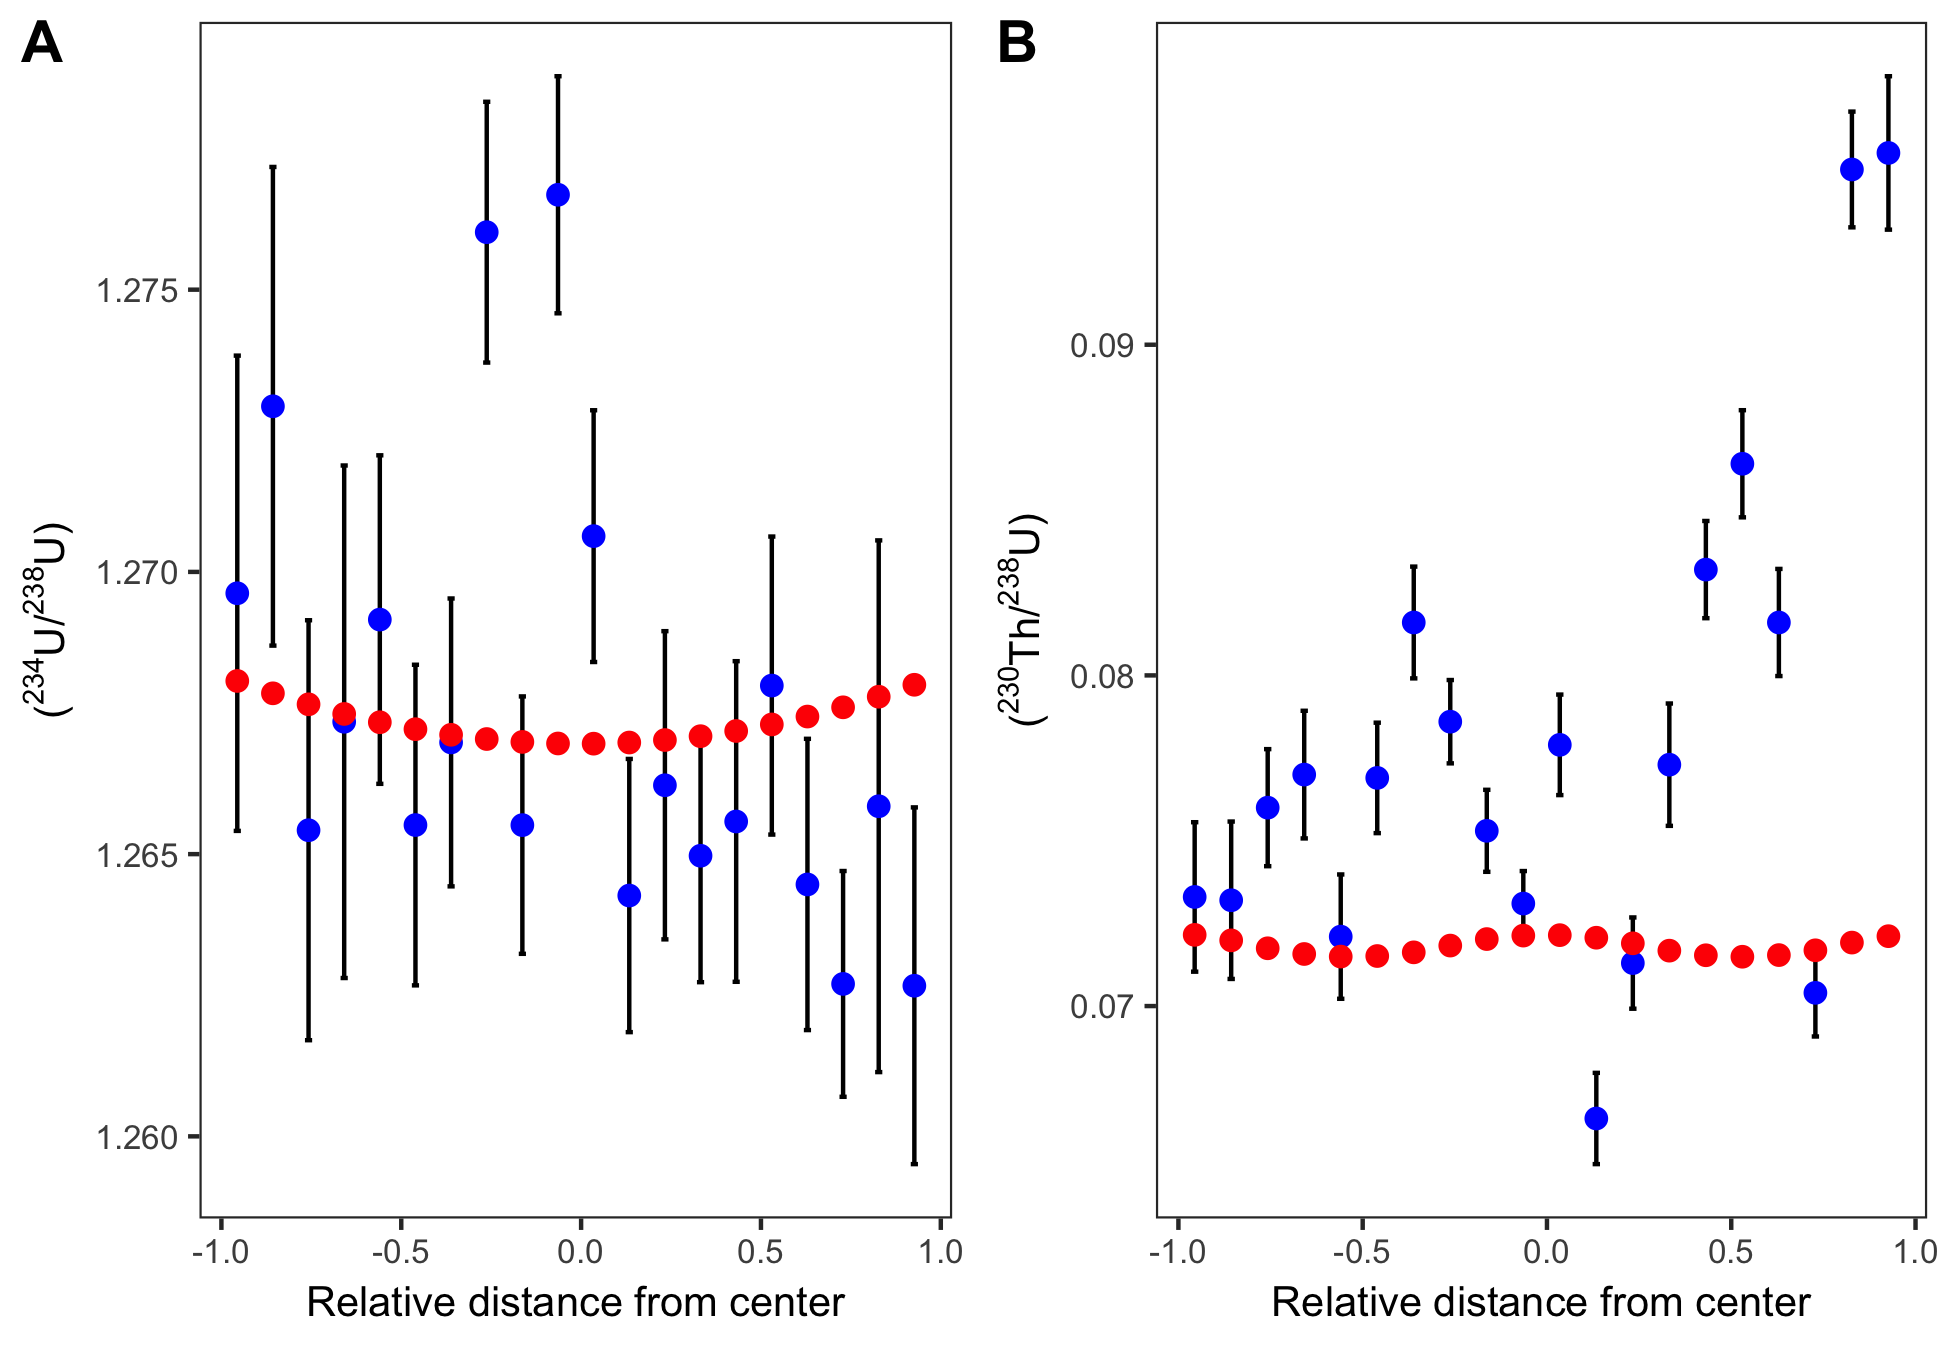 A
B
(²³⁴U/²³⁸U)
1.275
1.270
1.265
1.260
-1.0 -0.5 0.0 0.5 1.0
Relative distance from center
(²³⁰Th/²³⁸U)
0.09
0.08
0.07
-1.0 -0.5 0.0 0.5 1.0
Relative distance from center